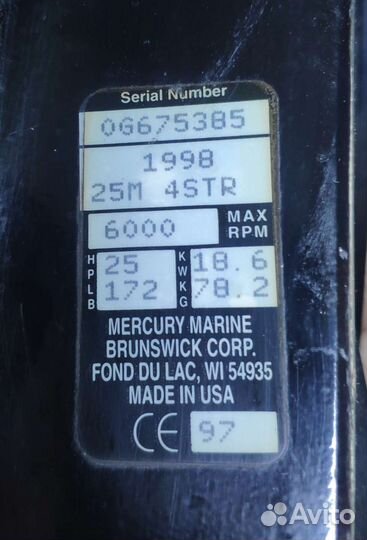 Serial Number
0G675385
1998
25M 4STR
6000 MAX RPM
HP 25 KW 18.6
LB 172 KG 78.2
MERCURY MARINE
BRUNSWICK CORP.
FOND DU LAC, WI 54935
MADE IN USA
CE 97
Avito